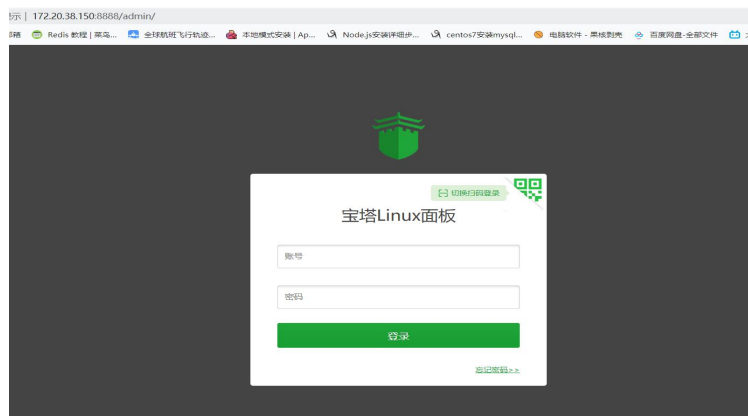 示 | 172.20.38.150:8888/admin/
Redis 教程 | 菜鸟... 全球航班飞行轨迹... 本地模式安装 | Ap... Node.js安装详细步... centos7安装mysql... 电脑软件 - 果核剥壳 百度网盘-全部文件
切换扫码登录
宝塔Linux面板
账号
密码
登录
忘记密码>>